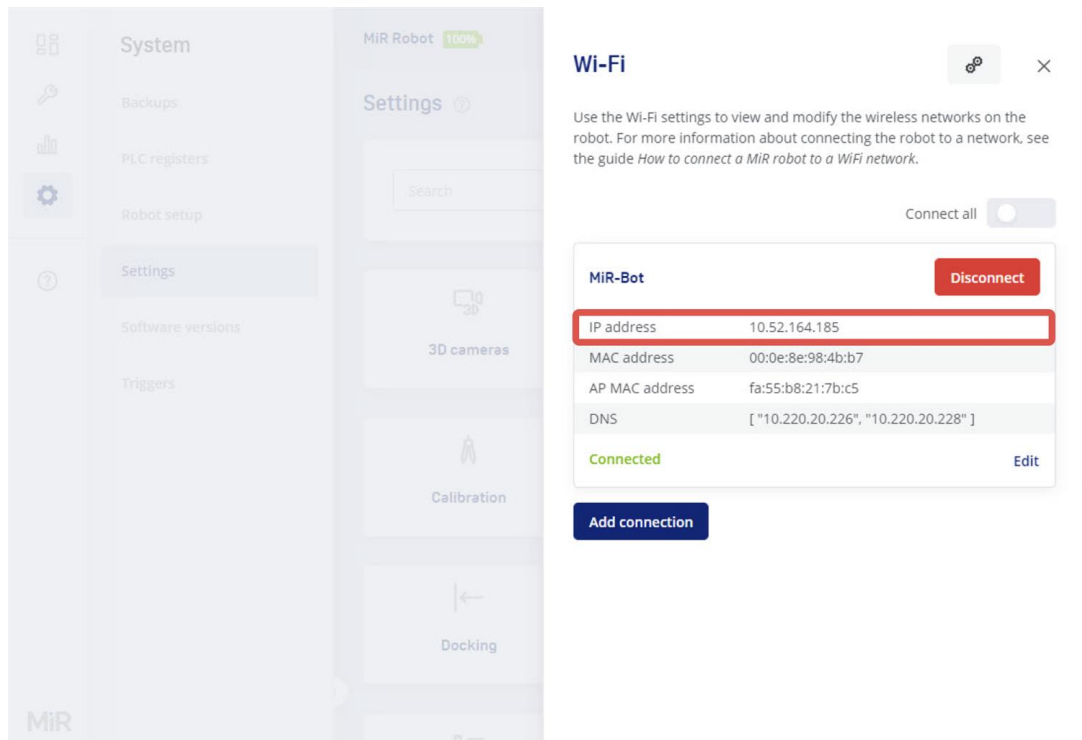 System
Backups
PLC registers
Robot setup
Settings
Software versions
Triggers
MiR
MiR Robot 100%
Settings
Search
3D
3D cameras
Calibration
Docking
Wi-Fi
Use the Wi-Fi settings to view and modify the wireless networks on the
robot. For more information about connecting the robot to a network, see
the guide How to connect a MiR robot to a WiFi network.
Connect all
MiR-Bot Disconnect
IP address 10.52.164.185
MAC address 00:0e:8e:98:4b:b7
AP MAC address fa:55:b8:21:7b:c5
DNS [ "10.220.20.226", "10.220.20.228" ]
Connected Edit
Add connection